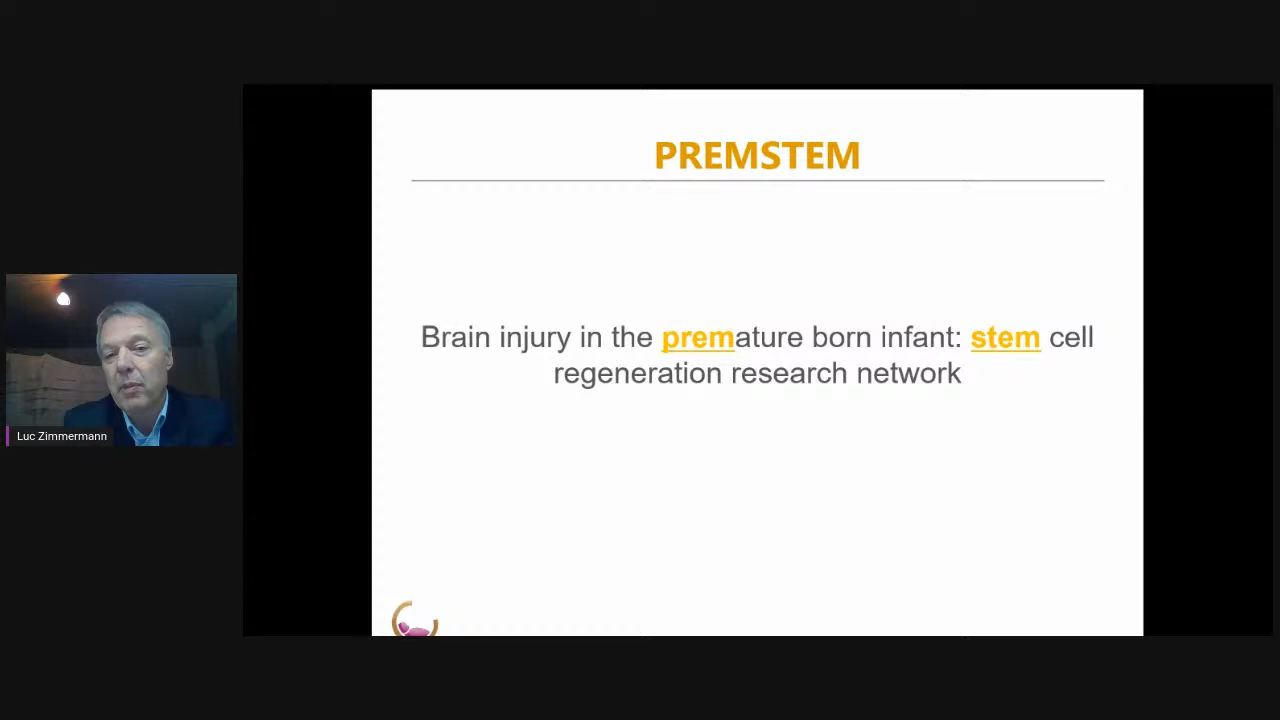 PREMSTEM
Brain injury in the premature born infant: stem cell
regeneration research network
Luc Zimmermann